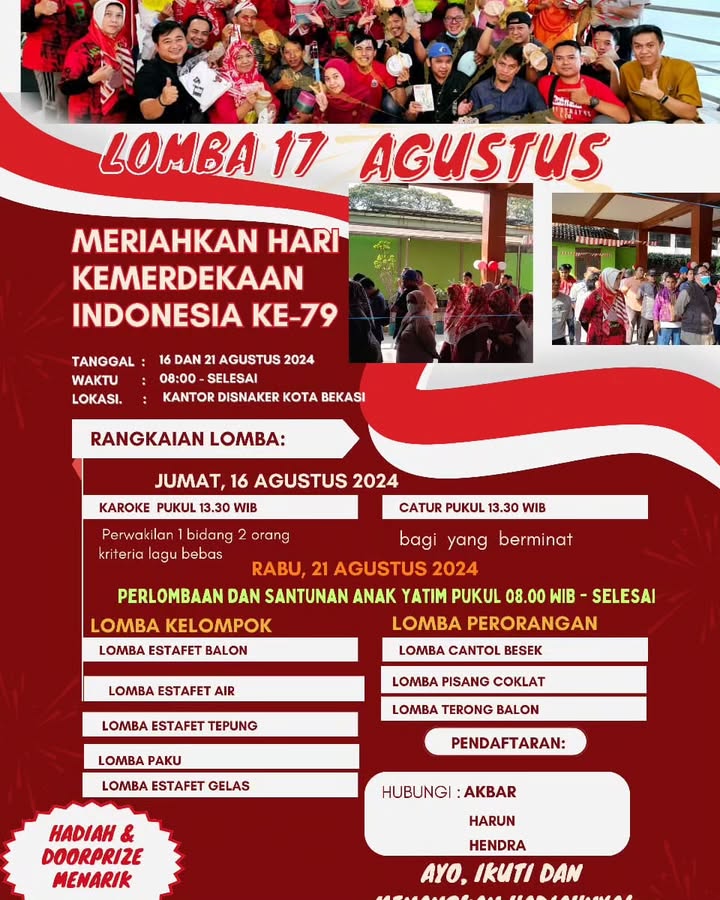 LOMBA 17 AGUSTUS
MERIAHKAN HARI
KEMERDEKAAN
INDONESIA KE-79
TANGGAL : 16 DAN 21 AGUSTUS 2024
WAKTU : 08:00 - SELESAI
LOKASI. : KANTOR DISNAKER KOTA BEKASI
RANGKAIAN LOMBA:
JUMAT, 16 AGUSTUS 2024
KAROKE PUKUL 13.30 WIB
Perwakilan 1 bidang 2 orang
kriteria lagu bebas
CATUR PUKUL 13.30 WIB
bagi yang berminat
RABU, 21 AGUSTUS 2024
PERLOMBAAN DAN SANTUNAN ANAK YATIM PUKUL 08.00 WIB - SELESAI
LOMBA KELOMPOK
LOMBA ESTAFET BALON
LOMBA ESTAFET AIR
LOMBA ESTAFET TEPUNG
LOMBA PAKU
LOMBA ESTAFET GELAS
LOMBA PERORANGAN
LOMBA CANTOL BESEK
LOMBA PISANG COKLAT
LOMBA TERONG BALON
PENDAFTARAN:
HUBUNGI : AKBAR
HARUN
HENDRA
HADIAH &
DOORPRIZE
MENARIK
AYO, IKUTI DAN